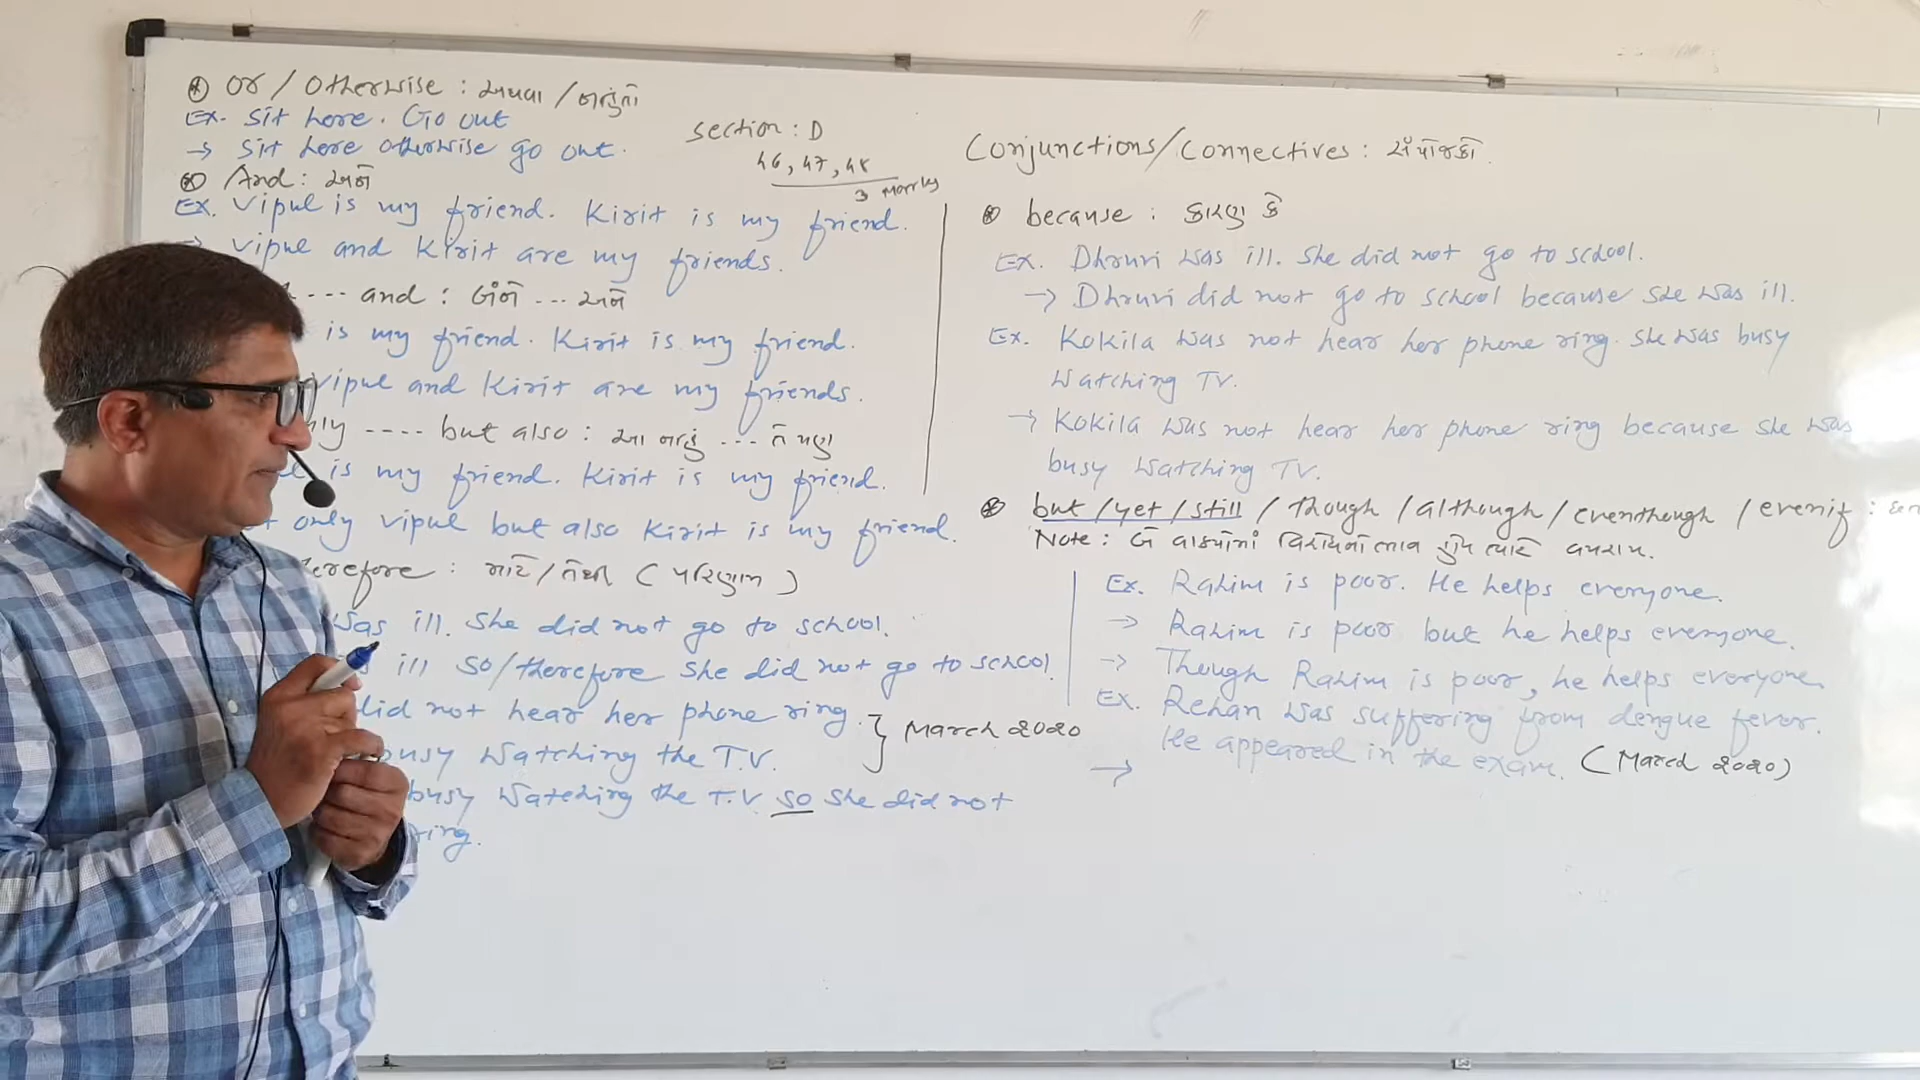 ⊛ or / otherwise : અથવા / નહિંતો
Ex. Sit here. Go out
→ Sit here otherwise go out.
⊛ And : અને
Ex. Vipul is my friend. Kirit is my friend.
→ Vipul and Kirit are my friends.
--- and : બંને --- અને
is my friend. Kirit is my friend.
Vipul and Kirit are my friends.
---- but also : આ નહિં --- તે પણ
is my friend. Kirit is my friend.
only vipul but also Kirit is my friend.
Therefore : માટે / તેથી ( પરિણામ )
was ill. She did not go to school.
ill so/therefore she did not go to school.
did not hear her phone ring. } March 2020
busy watching the T.V.
busy watching the T.V. so she did not
ring.
Section : D
46, 47, 48
3 Marks
Conjunctions/Connectives : સંયોજકો.
⊛ because : કારણ કે
Ex. Dhruvi was ill. She did not go to school.
→ Dhruvi did not go to school because she was ill.
Ex. Kokila was not hear her phone ring. She was busy
watching TV.
→ Kokila was not hear her phone ring because she was
busy watching TV.
⊛ but / yet / still / though / although / eventhough / evenif :
Note : બે વાક્યોમાં વિરોધનો ભાવ હોય ત્યારે વપરાય.
Ex. Rahim is poor. He helps everyone.
→ Rahim is poor but he helps everyone.
→ Though Rahim is poor, he helps everyone.
Ex. Rehan was suffering from dengue fever.
He appeared in the exam. (March 2020)
→